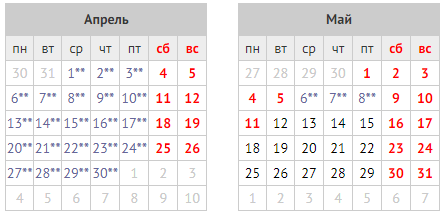 Апрель
пн вт ср чт пт сб вс
30 31 1** 2** 3** 4 5
6** 7** 8** 9** 10** 11 12
13** 14** 15** 16** 17** 18 19
20** 21** 22** 23** 24** 25 26
27** 28** 29** 30** 1 2 3
4 5 6 7 8 9 10
Май
пн вт ср чт пт сб вс
27 28 29 30 1 2 3
4 5 6** 7** 8** 9 10
11 12 13 14 15 16 17
18 19 20 21 22 23 24
25 26 27 28 29 30 31
1 2 3 4 5 6 7